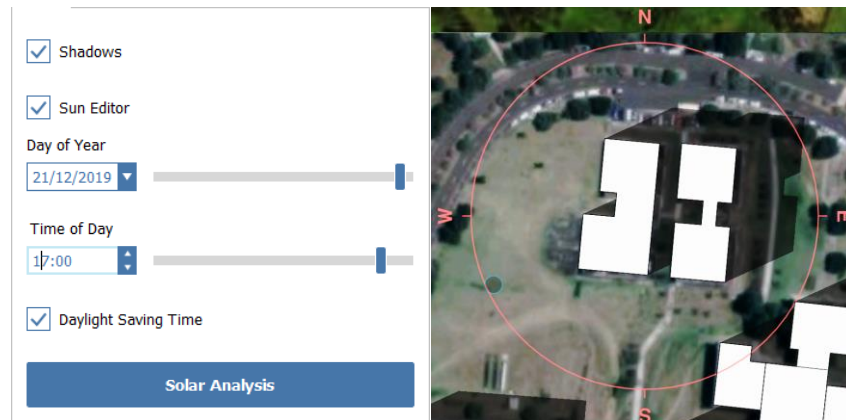 Shadows
Sun Editor
Day of Year
21/12/2019
Time of Day
17:00
Daylight Saving Time
Solar Analysis
N
W
E
S